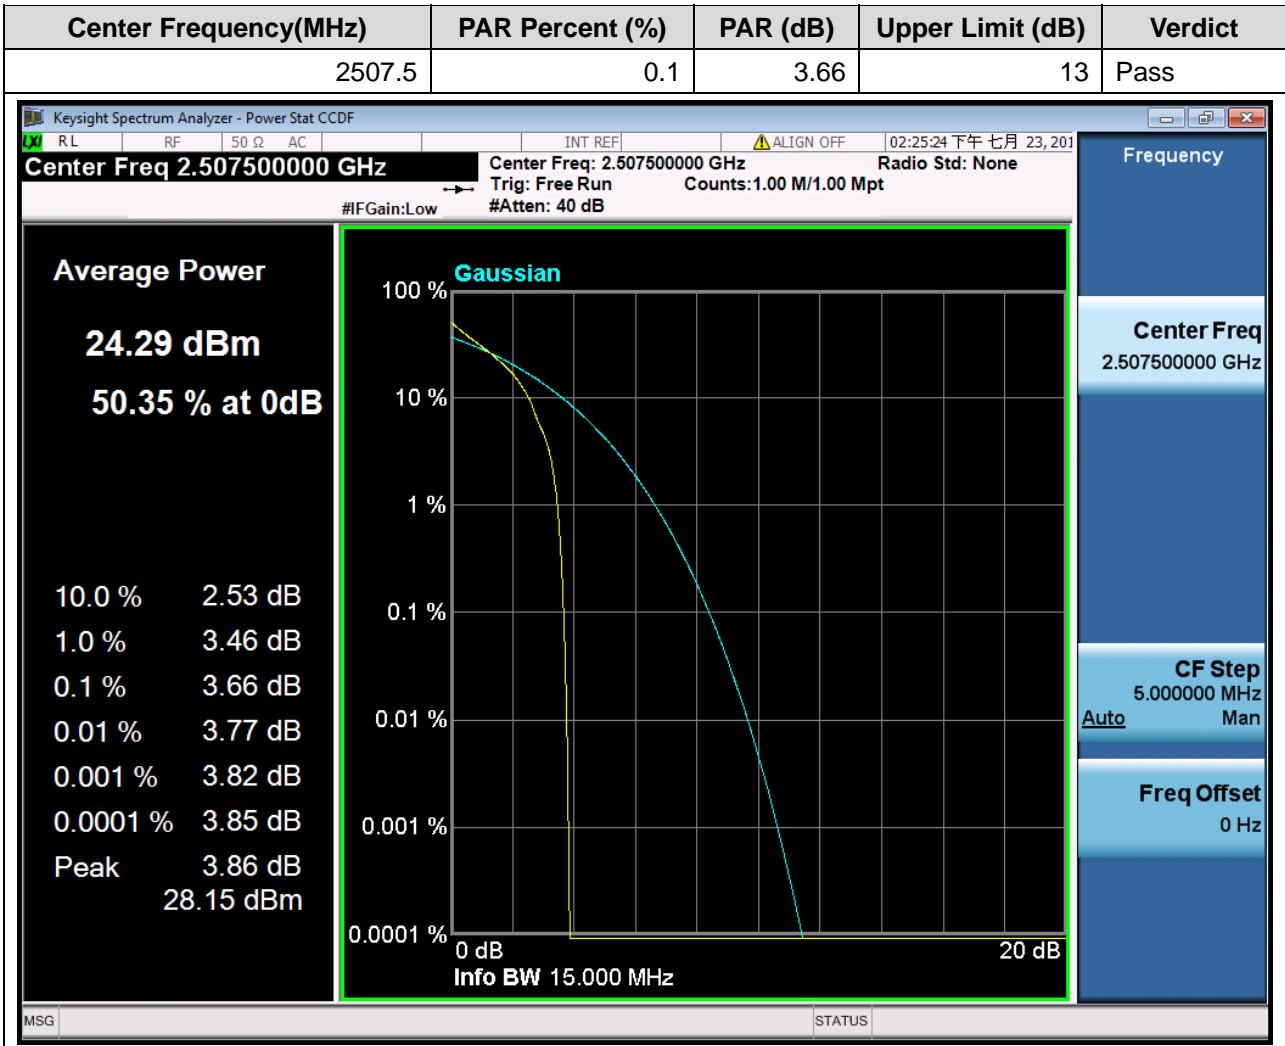 Center Frequency(MHz) PAR Percent (%) PAR (dB) Upper Limit (dB) Verdict
2507.5 0.1 3.66 13 Pass
Keysight Spectrum Analyzer - Power Stat CCDF
LXI RL RF 50 Ω AC INT REF ALIGN OFF 02:25:24 下午 七月 23, 201
Center Freq 2.507500000 GHz
Center Freq: 2.507500000 GHz Radio Std: None
Trig: Free Run Counts:1.00 M/1.00 Mpt
#IFGain:Low #Atten: 40 dB
Frequency
Average Power
24.29 dBm
50.35 % at 0dB
10.0 % 2.53 dB
1.0 % 3.46 dB
0.1 % 3.66 dB
0.01 % 3.77 dB
0.001 % 3.82 dB
0.0001 % 3.85 dB
Peak 3.86 dB
28.15 dBm
Gaussian
100 %
10 %
1 %
0.1 %
0.01 %
0.001 %
0.0001 %
0 dB 20 dB
Info BW 15.000 MHz
Center Freq
2.507500000 GHz
CF Step
5.000000 MHz
Auto Man
Freq Offset
0 Hz
MSG STATUS